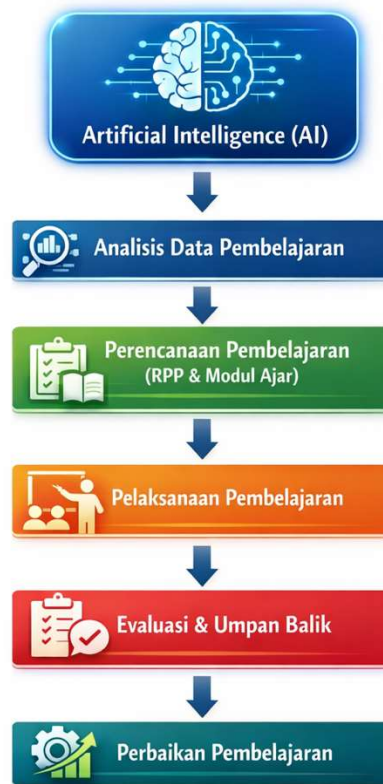 Artificial Intelligence (AI)
Analisis Data Pembelajaran
Perencanaan Pembelajaran
(RPP & Modul Ajar)
Pelaksanaan Pembelajaran
Evaluasi & Umpan Balik
Perbaikan Pembelajaran